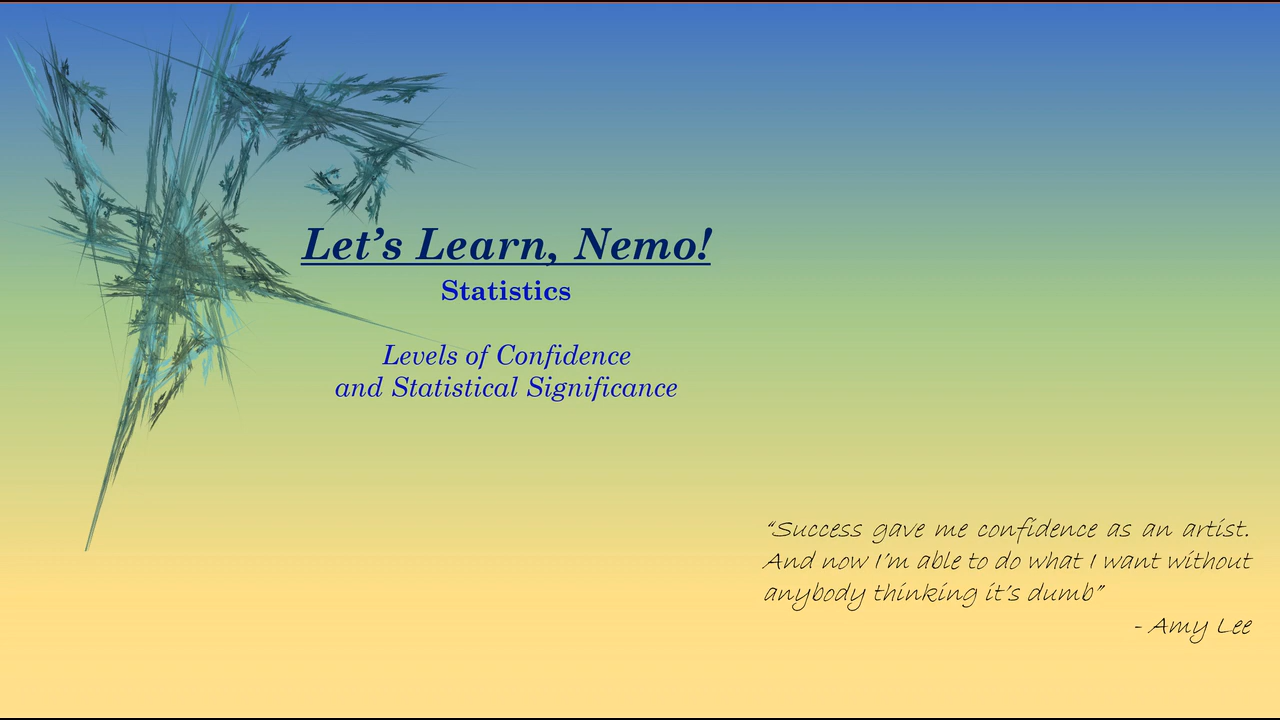 Let’s Learn, Nemo!
Statistics
Levels of Confidence
and Statistical Significance
“Success gave me confidence as an artist.
And now I’m able to do what I want without
anybody thinking it’s dumb”
- Amy Lee